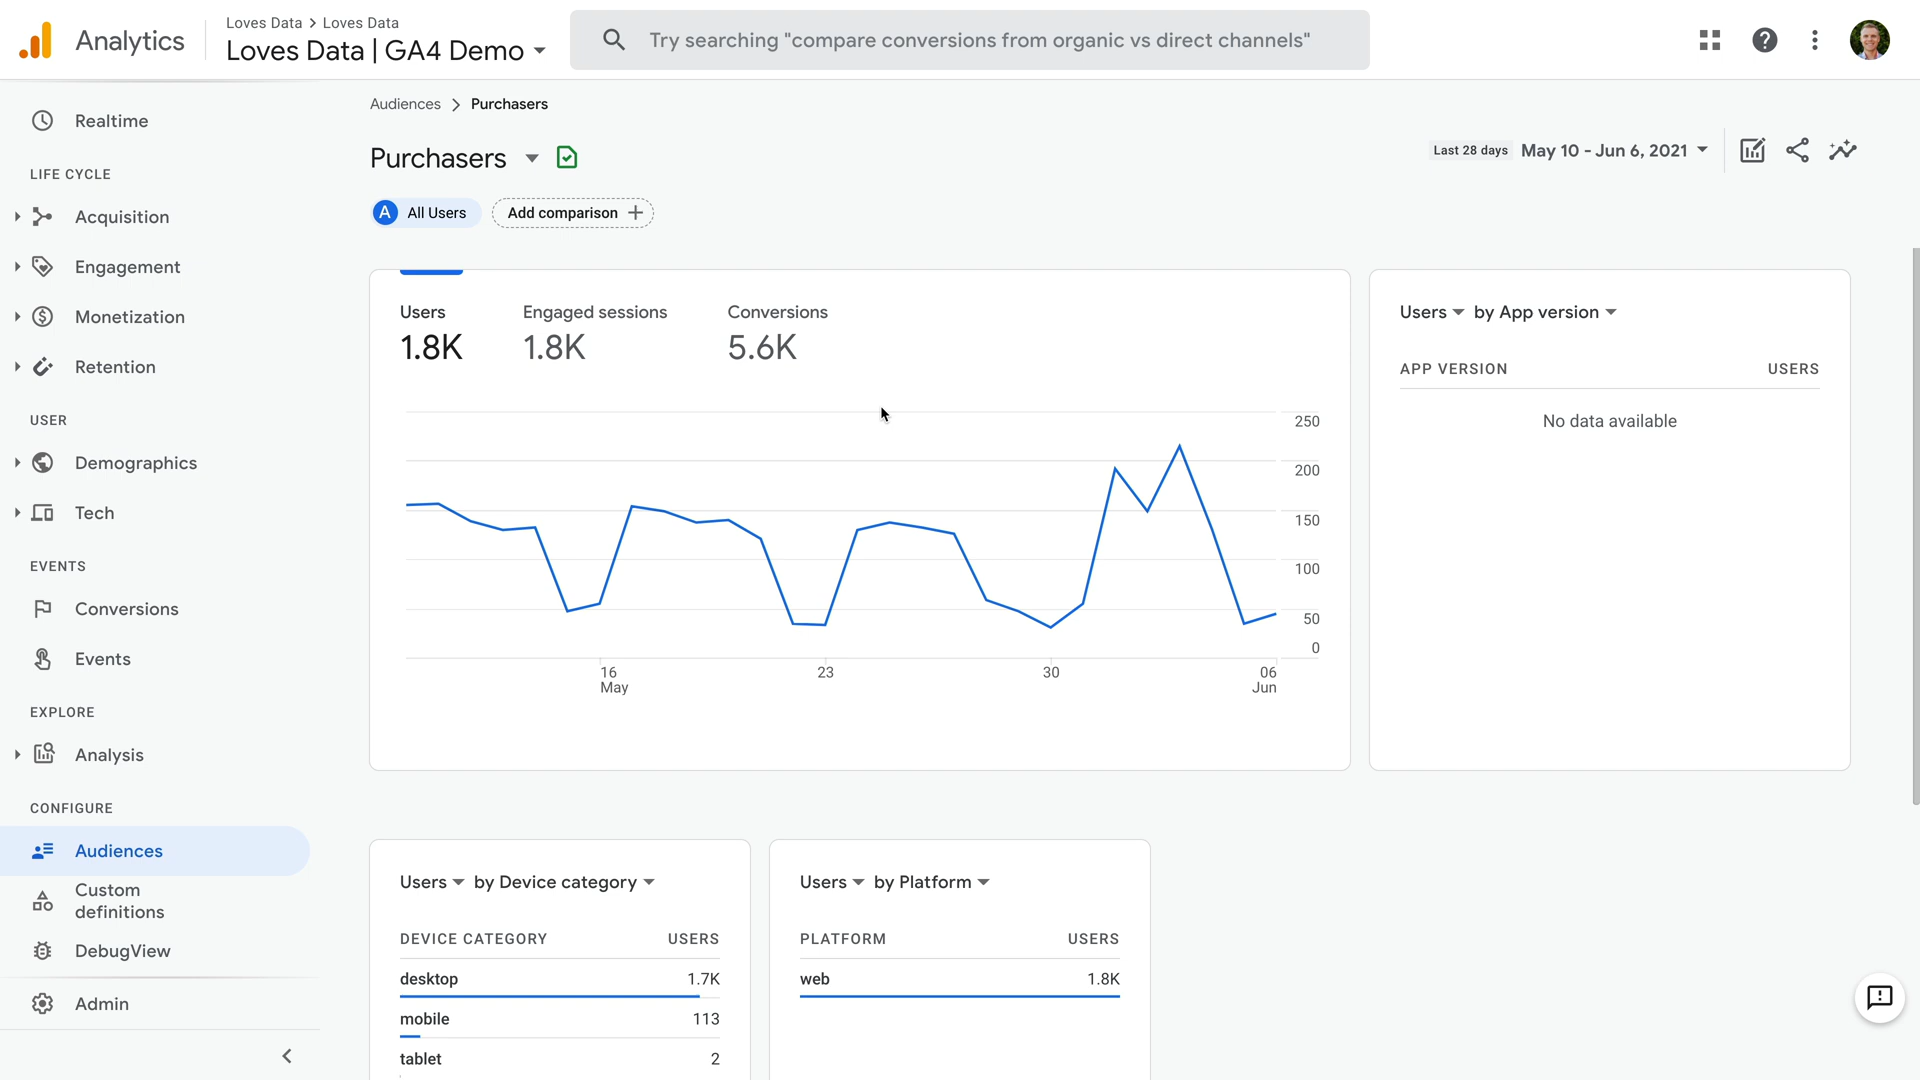 Analytics
Loves Data > Loves Data
Loves Data | GA4 Demo
Try searching "compare conversions from organic vs direct channels"
Realtime
LIFE CYCLE
Acquisition
Engagement
Monetization
Retention
USER
Demographics
Tech
EVENTS
Conversions
Events
EXPLORE
Analysis
CONFIGURE
Audiences
Custom
definitions
DebugView
Admin
Audiences > Purchasers
Purchasers
Last 28 days May 10 - Jun 6, 2021
A All Users
Add comparison +
Users Engaged sessions Conversions
1.8K 1.8K 5.6K
250
200
150
100
50
0
16 23 30 06
May Jun
Users by App version
APP VERSION USERS
No data available
Users by Device category
DEVICE CATEGORY USERS
desktop 1.7K
mobile 113
tablet 2
Users by Platform
PLATFORM USERS
web 1.8K